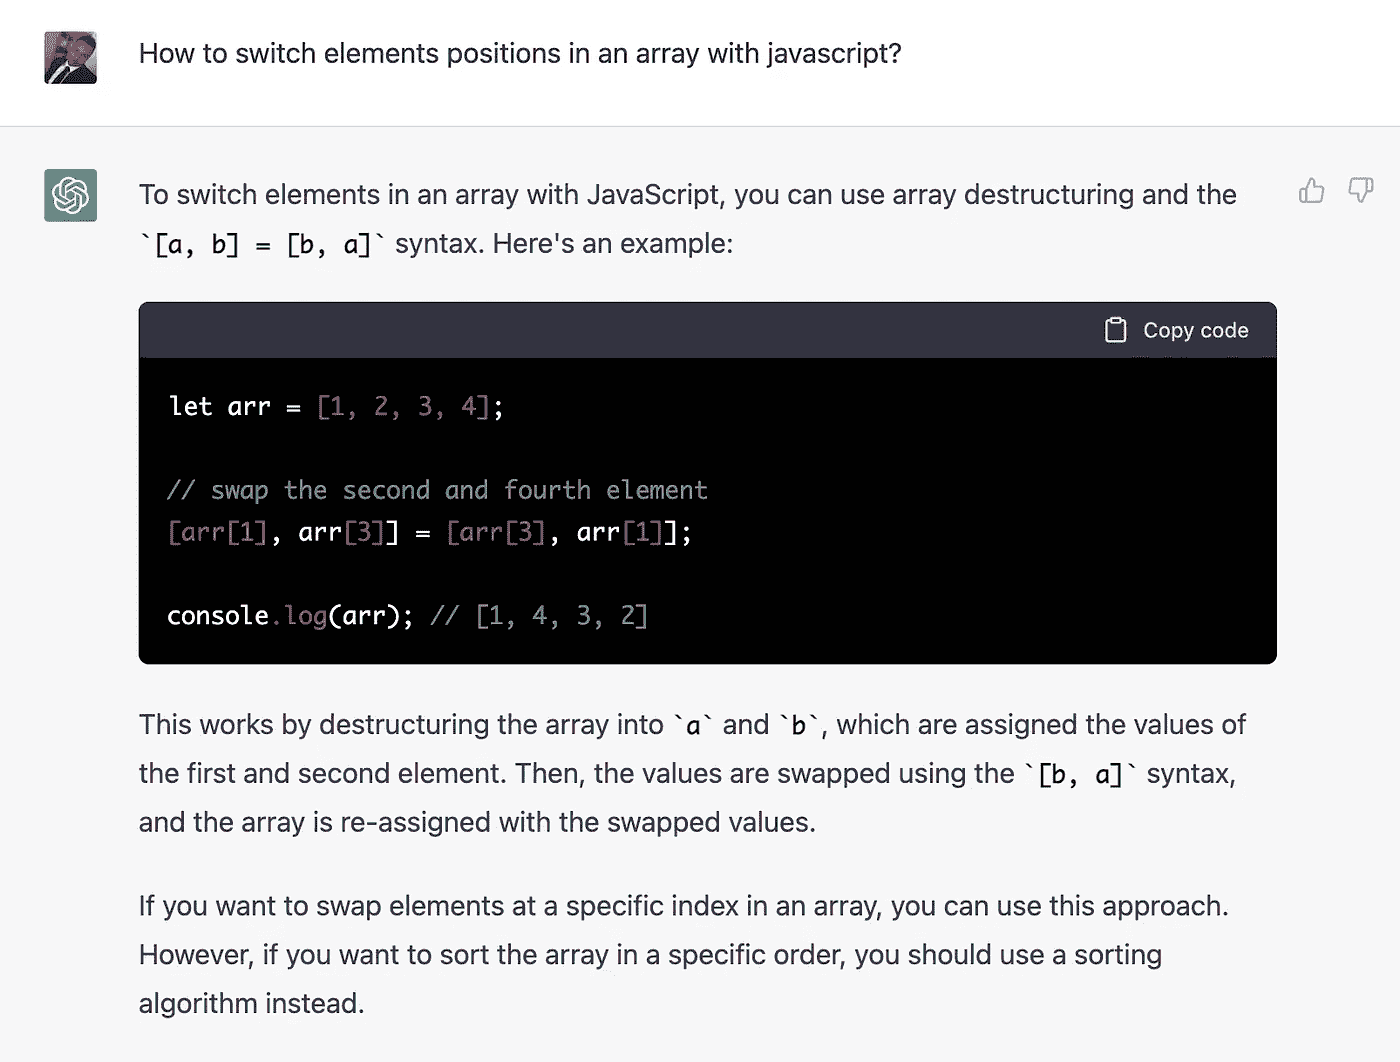 How to switch elements positions in an array with javascript?
To switch elements in an array with JavaScript, you can use array destructuring and the
`[a, b] = [b, a]` syntax. Here's an example:
Copy code
let arr = [1, 2, 3, 4];
// swap the second and fourth element
[arr[1], arr[3]] = [arr[3], arr[1]];
console.log(arr); // [1, 4, 3, 2]
This works by destructuring the array into `a` and `b`, which are assigned the values of
the first and second element. Then, the values are swapped using the `[b, a]` syntax,
and the array is re-assigned with the swapped values.
If you want to swap elements at a specific index in an array, you can use this approach.
However, if you want to sort the array in a specific order, you should use a sorting
algorithm instead.